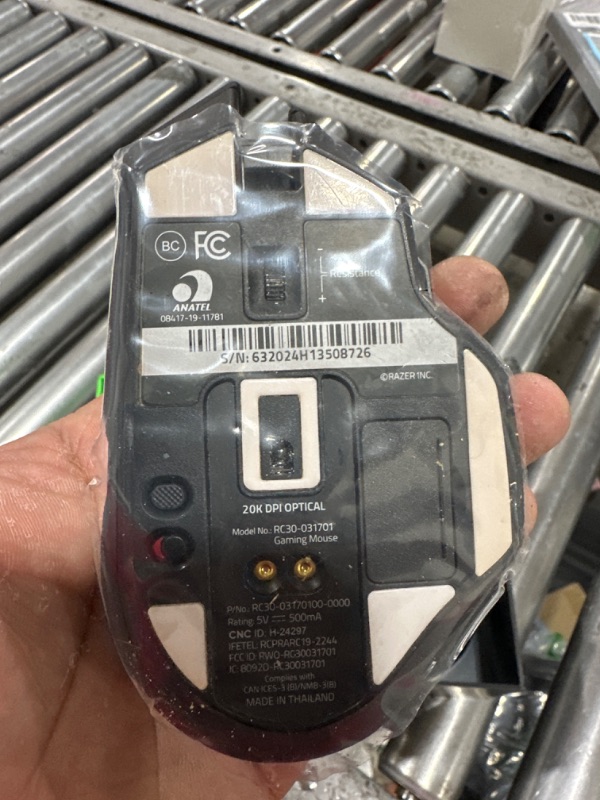 BC FC
-
Resistance
+
ANATEL
08417-19-11781
S/N: 632024H13508726
©RAZER INC.
20K DPI OPTICAL
Model No.: RC30-031701
Gaming Mouse
P/No.: RC30-03170100-0000
Rating: 5V ⎓ 500mA
CNC ID: H-24297
IFETEL: RCPRARC19-2244
FCC ID: RWO-RC30031701
IC: 8092D-RC30031701
Complies with
CAN ICES-3(B)/NMB-3(B)
MADE IN THAILAND